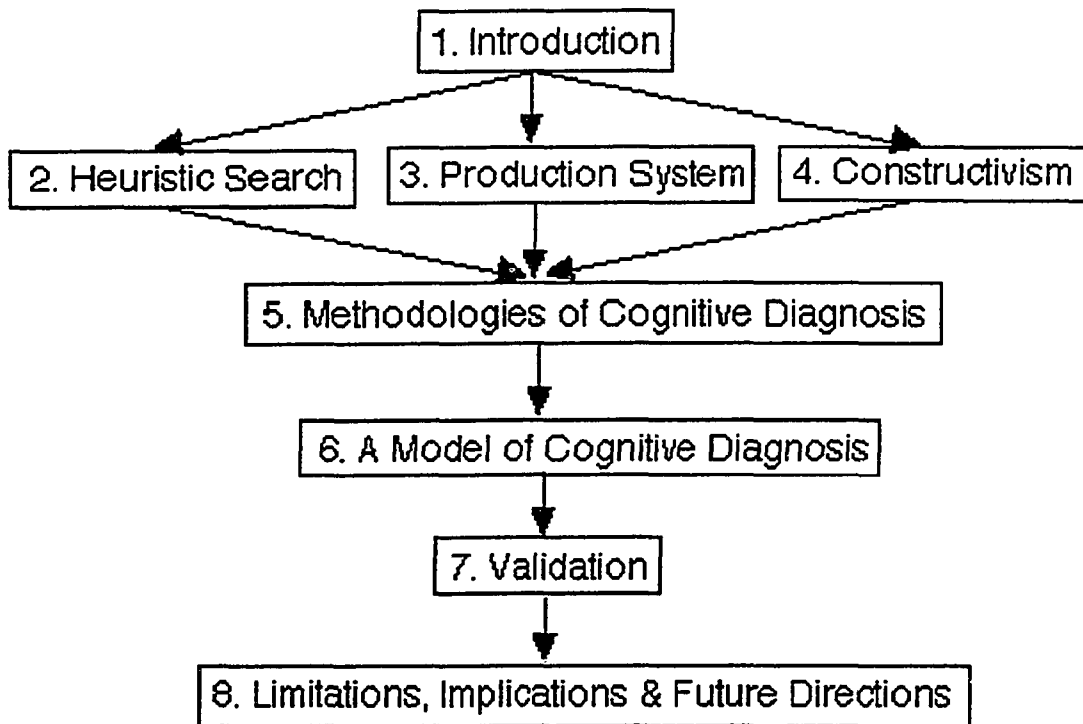 1. Introduction
2. Heuristic Search
3. Production System
4. Constructivism
5. Methodologies of Cognitive Diagnosis
6. A Model of Cognitive Diagnosis
7. Validation
8. Limitations, Implications & Future Directions